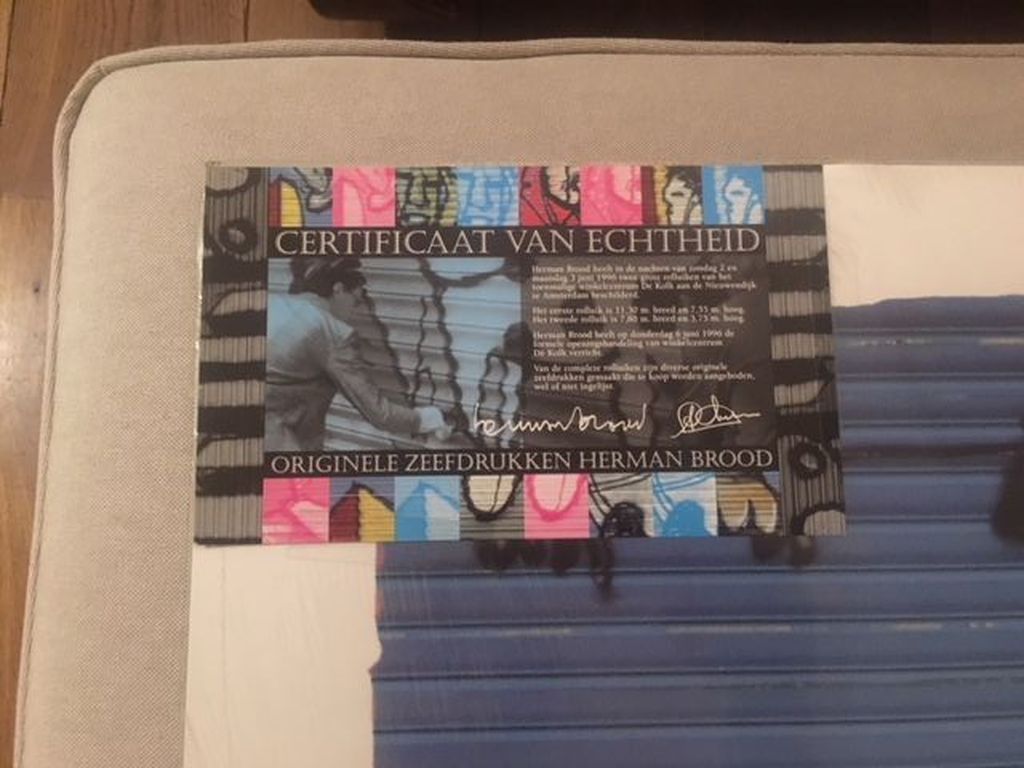 CERTIFICAAT VAN ECHTHEID
Herman Brood heeft in de nachten van zondag 2 en
maandag 3 juni 1996 twee grote rolluiken van het
toenmalige winkelcentrum De Kolk aan de Nieuwendijk
te Amsterdam beschilderd.
Het eerste rolluik is 11.30 m. breed en 7.55 m. hoog.
Het tweede rolluik is 7.80 m. breed en 3.75 m. hoog.
Herman Brood heeft op donderdag 6 juni 1996 de
formele openingshandeling van winkelcentrum
De Kolk verricht.
Van de complete rolluiken zijn diverse originele
zeefdrukken gemaakt die te koop worden aangeboden,
wel of niet ingelijst.
herman brood
ORIGINELE ZEEFDRUKKEN HERMAN BROOD